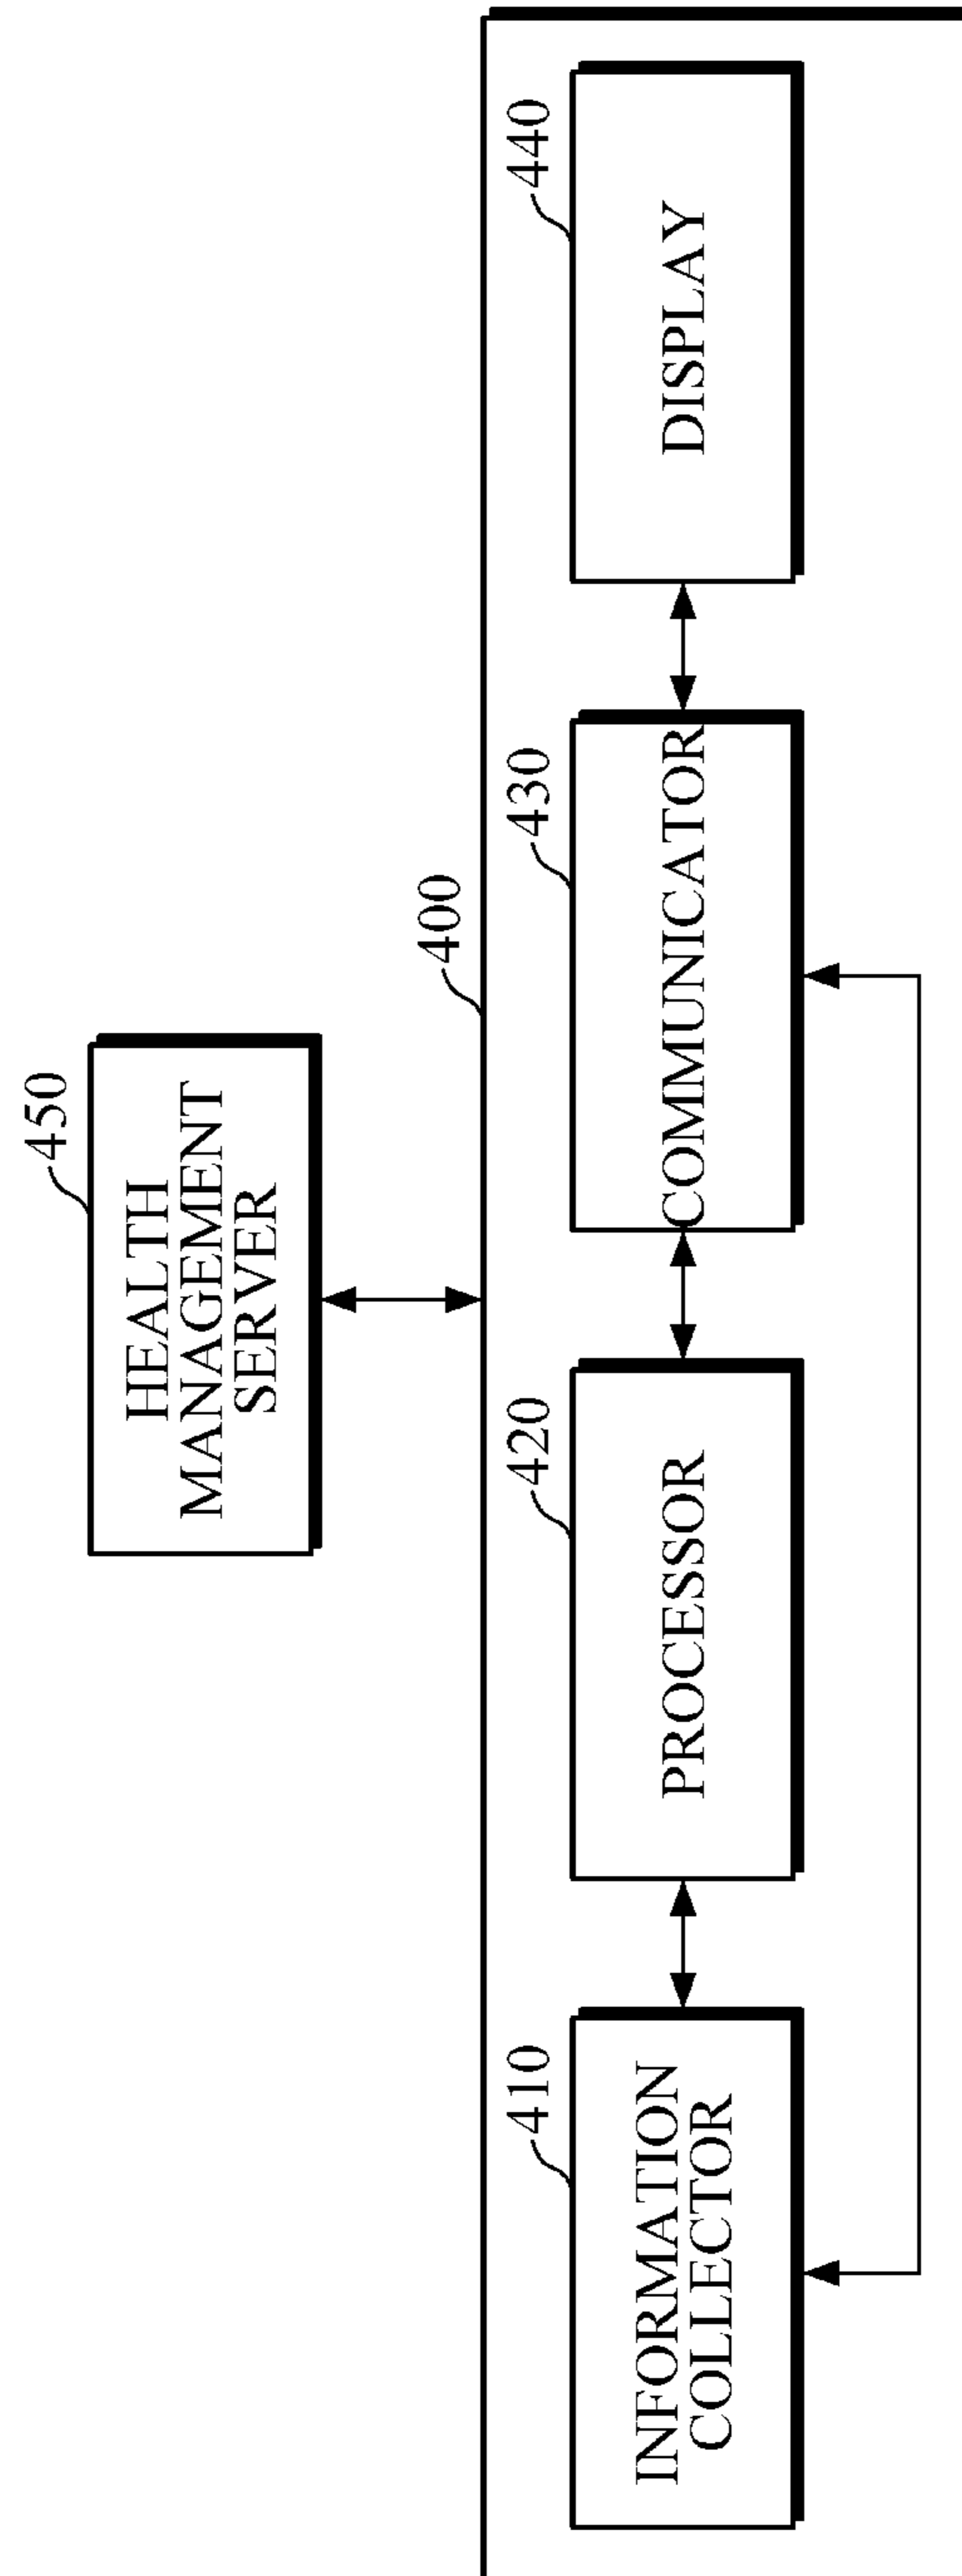 450
HEALTH
MANAGEMENT
SERVER
400
410
INFORMATION
COLLECTOR
420
PROCESSOR
430
COMMUNICATOR
440
DISPLAY